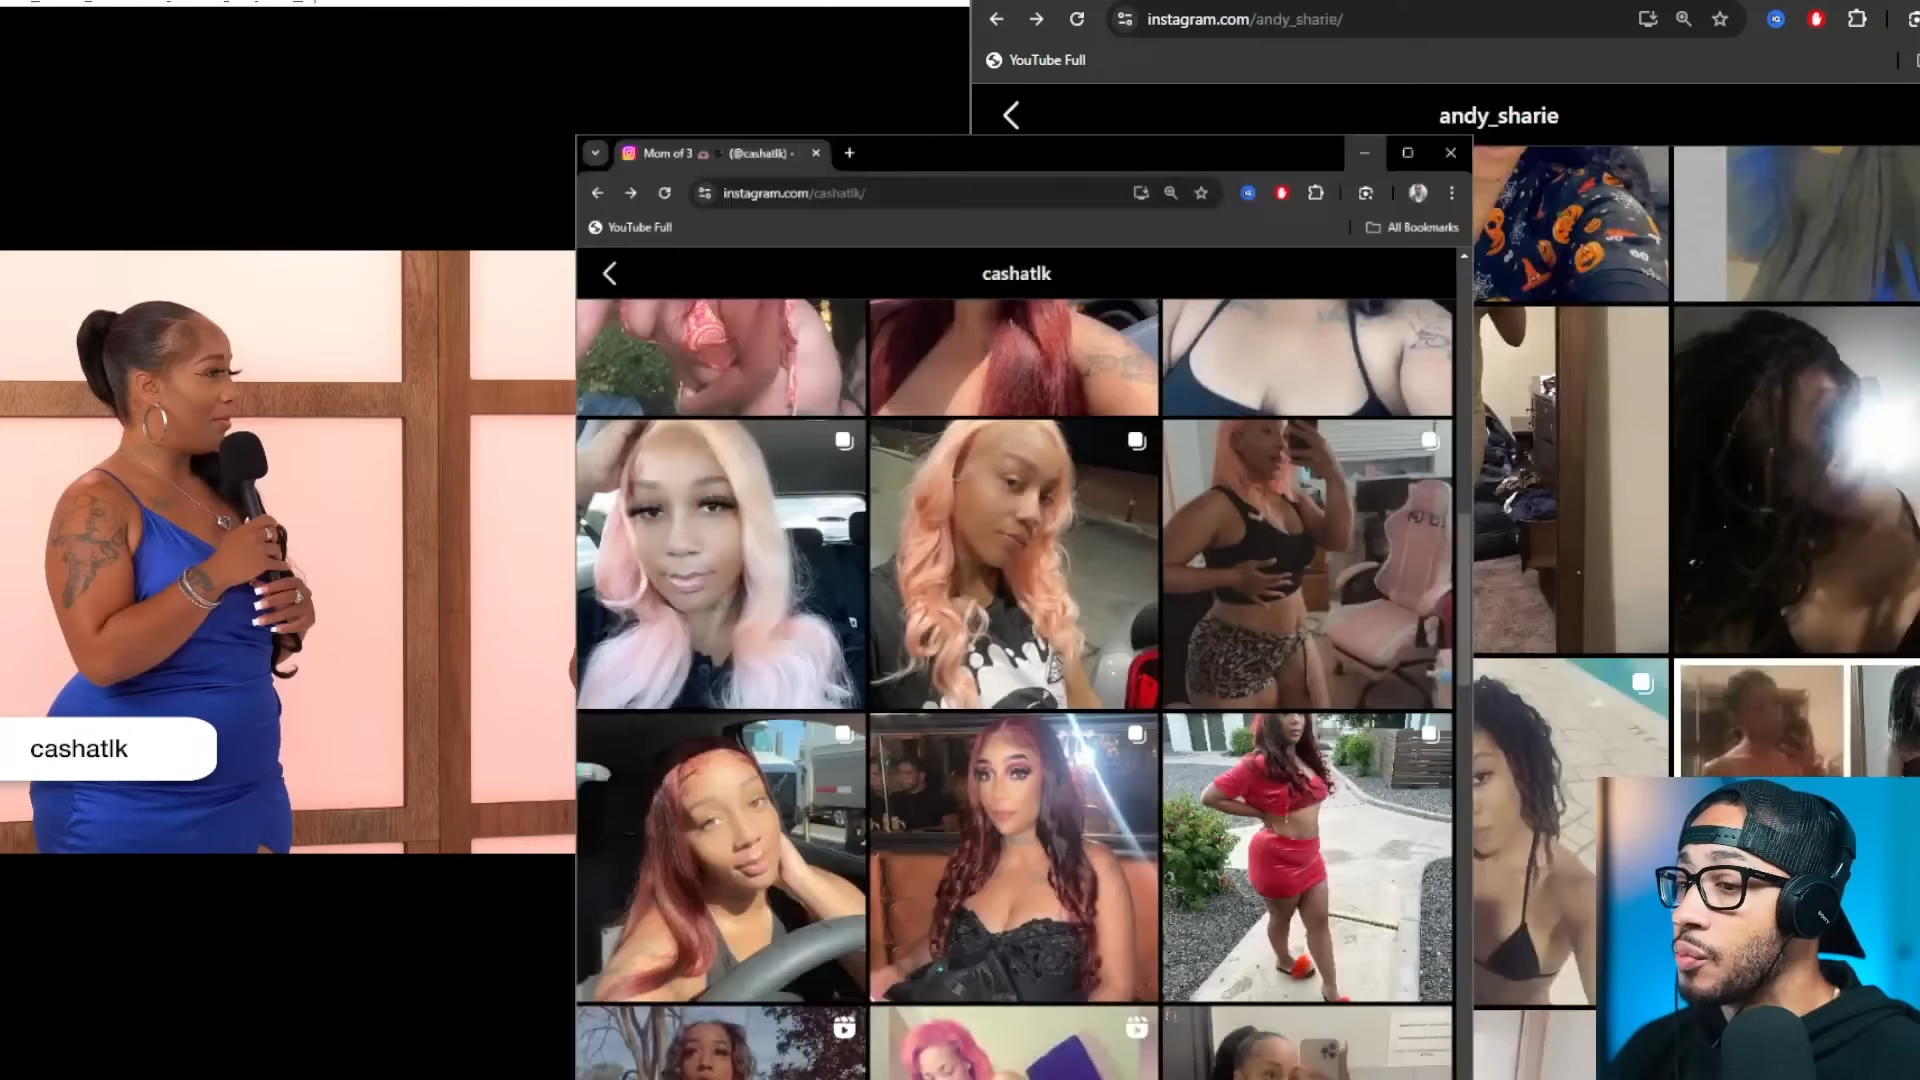 instagram.com/andy_sharie/
YouTube Full
andy_sharie
Mom of 3 (@cashatlk) •
instagram.com/cashatlk/
YouTube Full
All Bookmarks
cashatlk
cashatlk
SONY